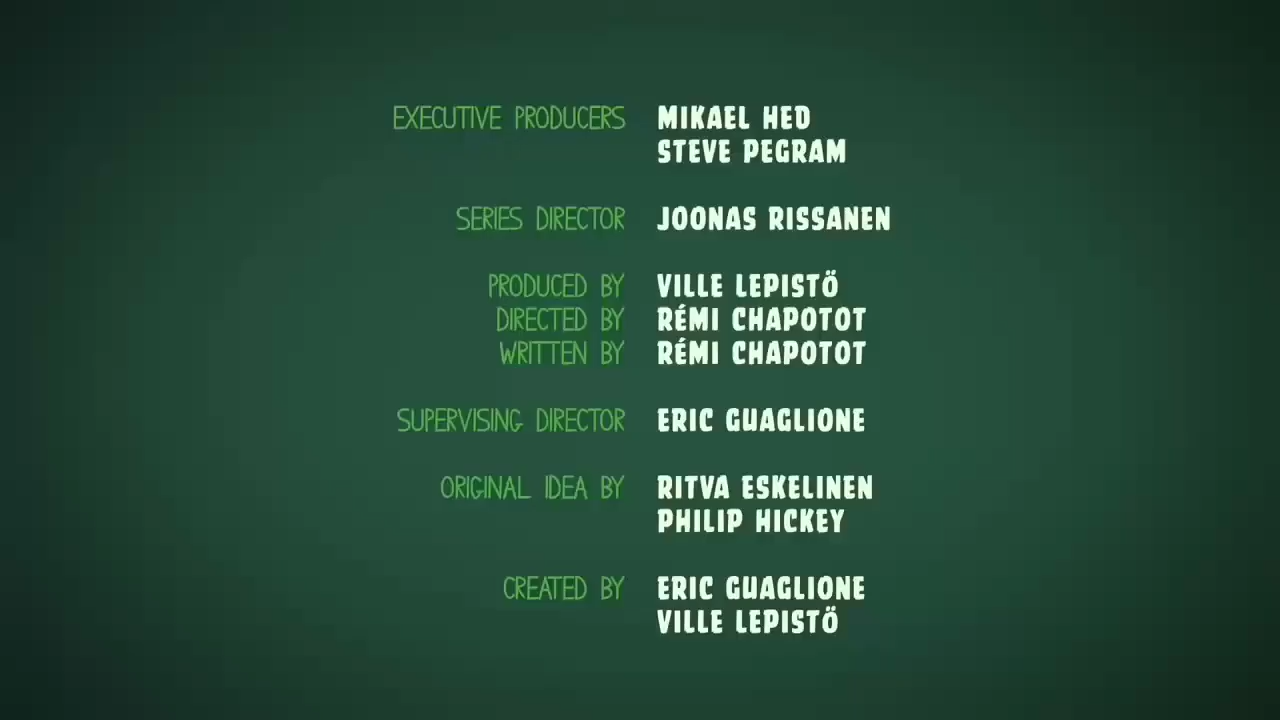 EXECUTIVE PRODUCERS MIKAEL HED
STEVE PEGRAM
SERIES DIRECTOR JOONAS RISSANEN
PRODUCED BY VILLE LEPISTÖ
DIRECTED BY RÉMI CHAPOTOT
WRITTEN BY RÉMI CHAPOTOT
SUPERVISING DIRECTOR ERIC GUAGLIONE
ORIGINAL IDEA BY RITVA ESKELINEN
PHILIP HICKEY
CREATED BY ERIC GUAGLIONE
VILLE LEPISTÖ